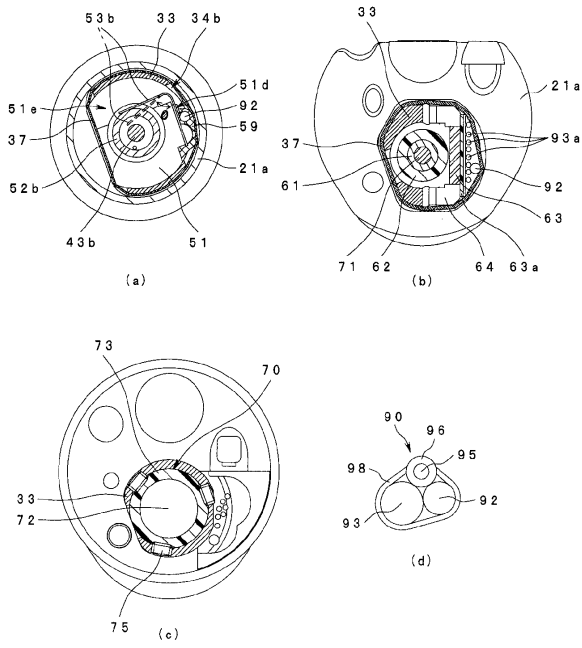 53b 33 34b
51e 51d
37 92
59
52b 21a
43b 51
(a)
33
21a
37 93a
61 92
63
71 62 64 63a
(b)
73 70
33
72
75
(c)
90 96
95
98
93 92
(d)